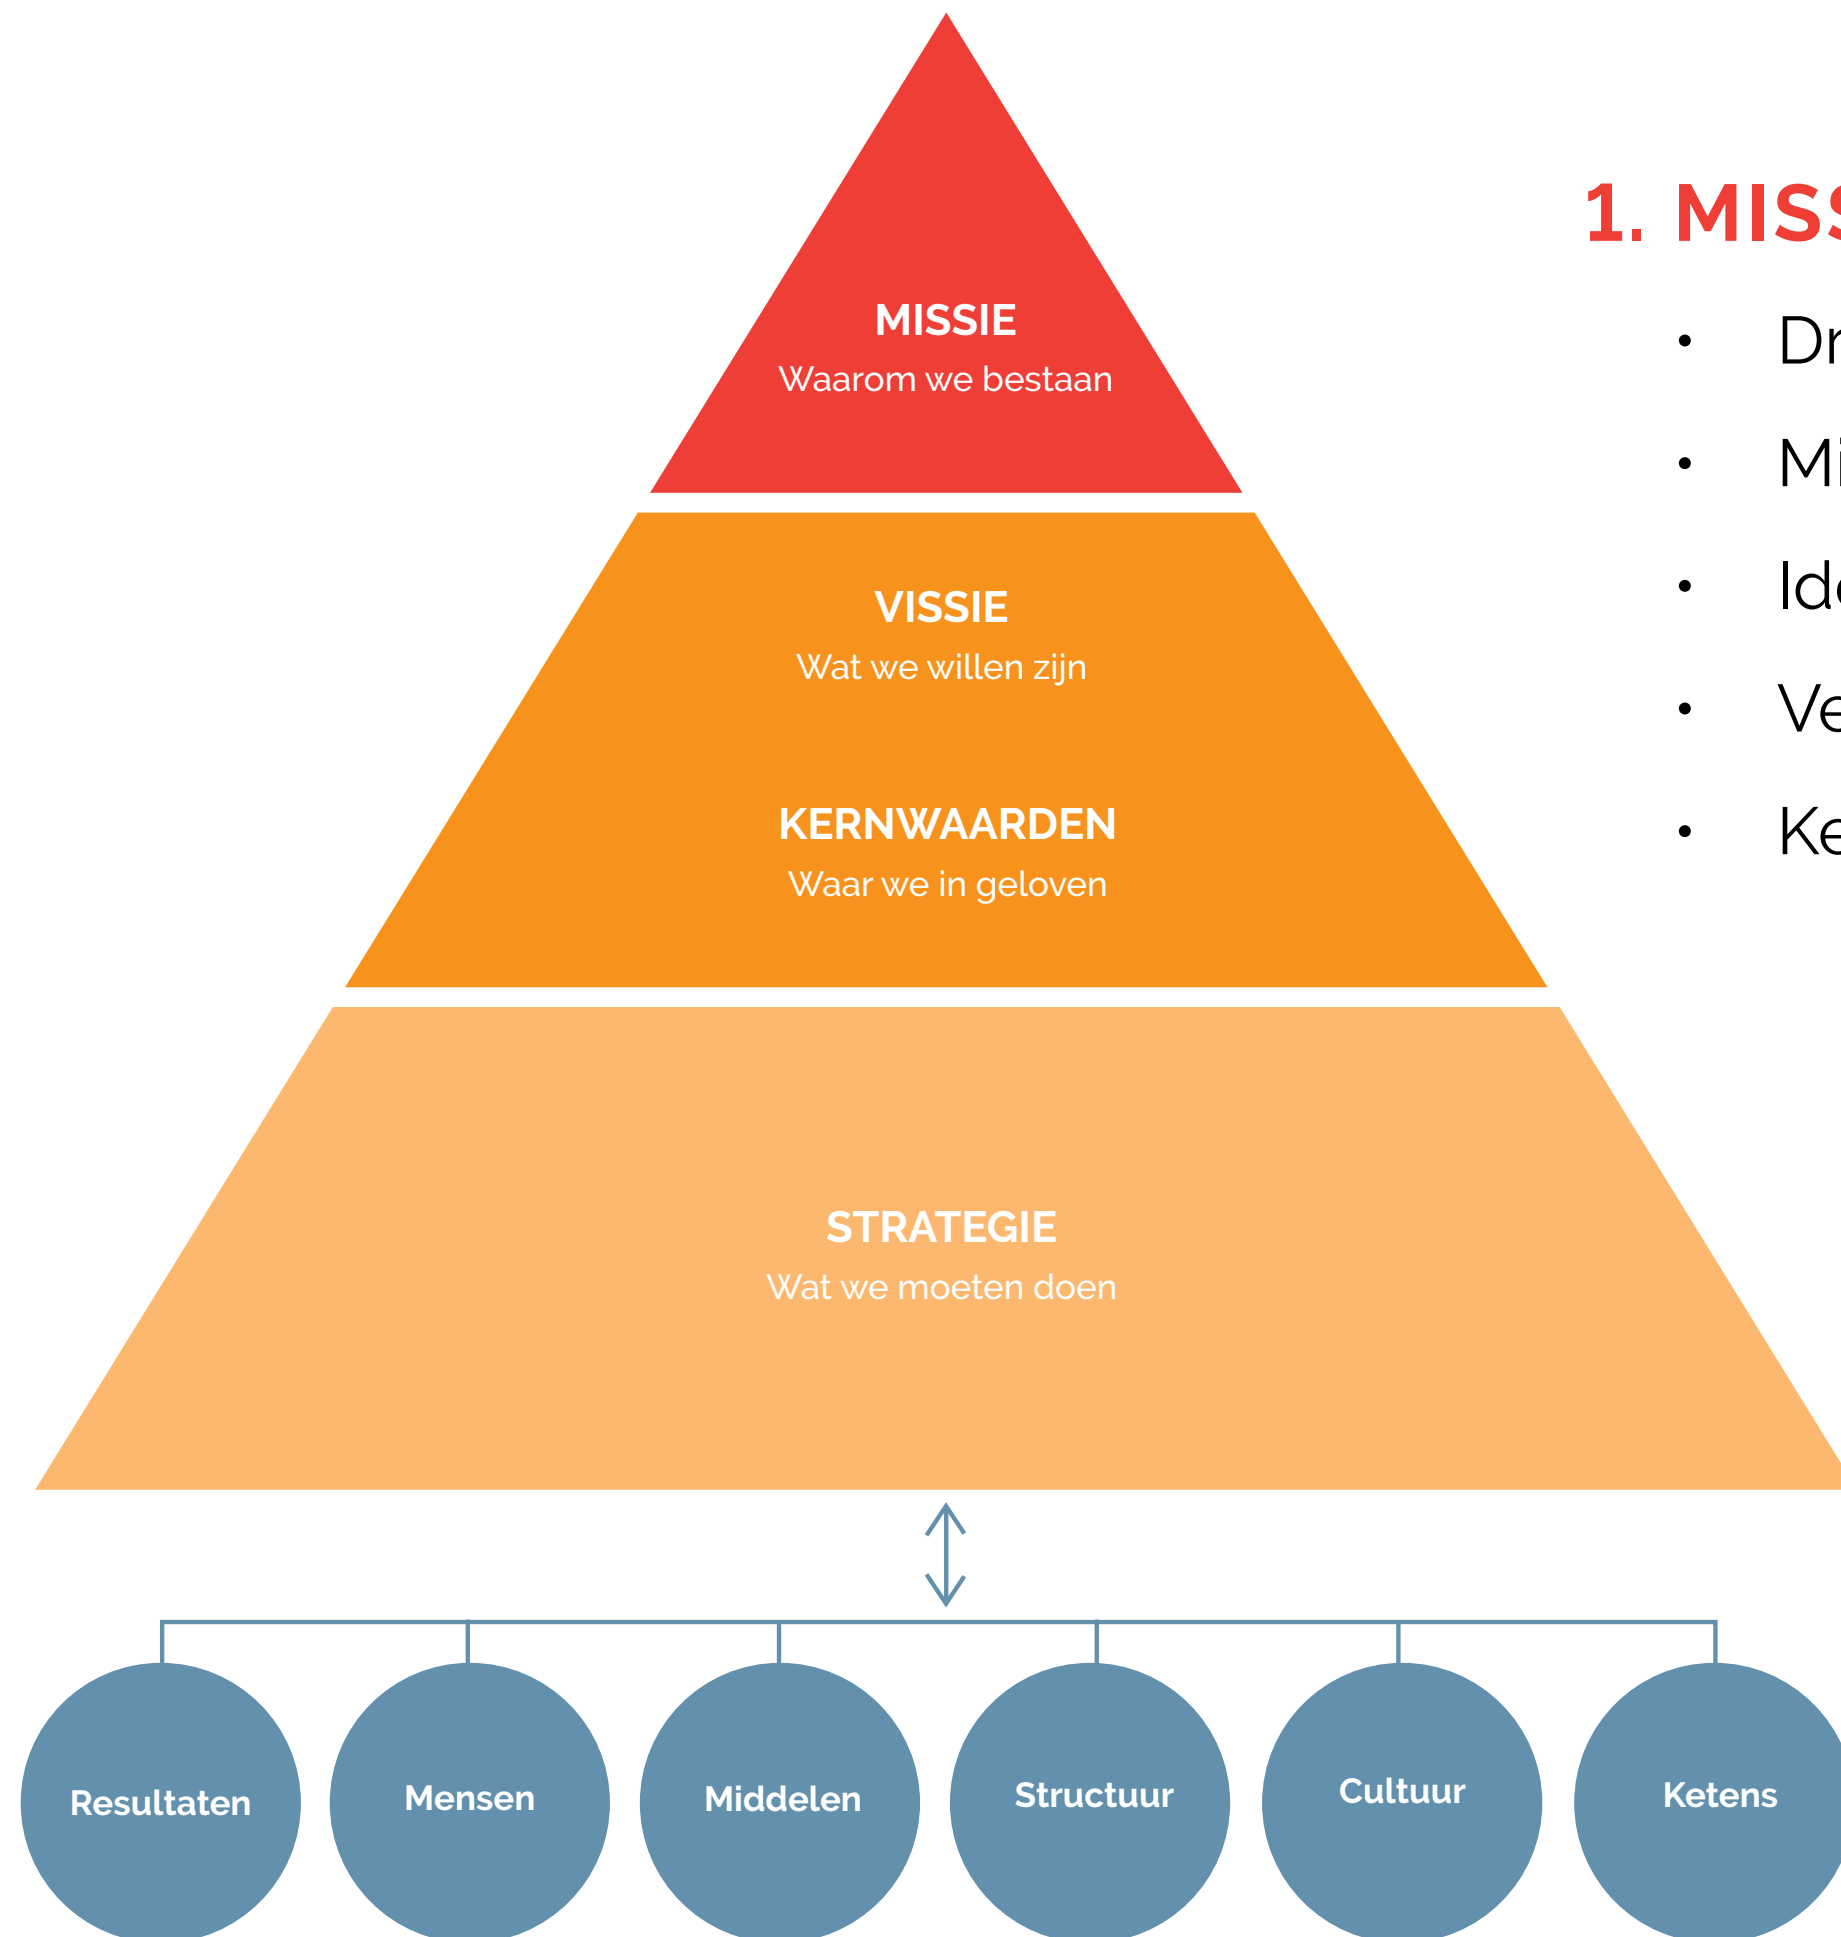 MISSIE
Waarom we bestaan
VISSIE
Wat we willen zijn
KERNWAARDEN
Waar we in geloven
STRATEGIE
Wat we moeten doen
Resultaten
Mensen
Middelen
Structuur
Cultuur
Ketens
1.